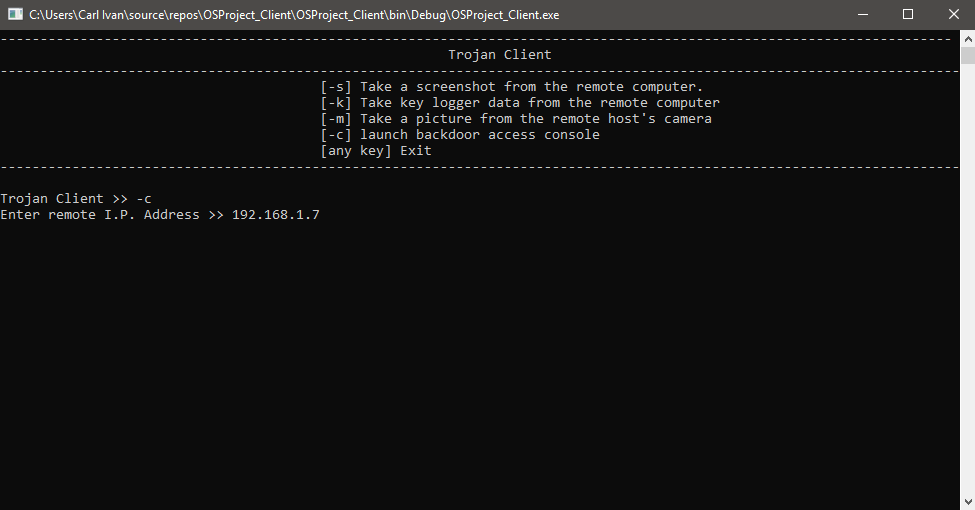 C:\Users\Carl Ivan\source\repos\OSProject_Client\OSProject_Client\bin\Debug\OSProject_Client.exe
------------------------------------------------------------------------------------------------------------------------
Trojan Client
------------------------------------------------------------------------------------------------------------------------
[-s] Take a screenshot from the remote computer.
[-k] Take key logger data from the remote computer
[-m] Take a picture from the remote host's camera
[-c] launch backdoor access console
[any key] Exit
------------------------------------------------------------------------------------------------------------------------
Trojan Client >> -c
Enter remote I.P. Address >> 192.168.1.7